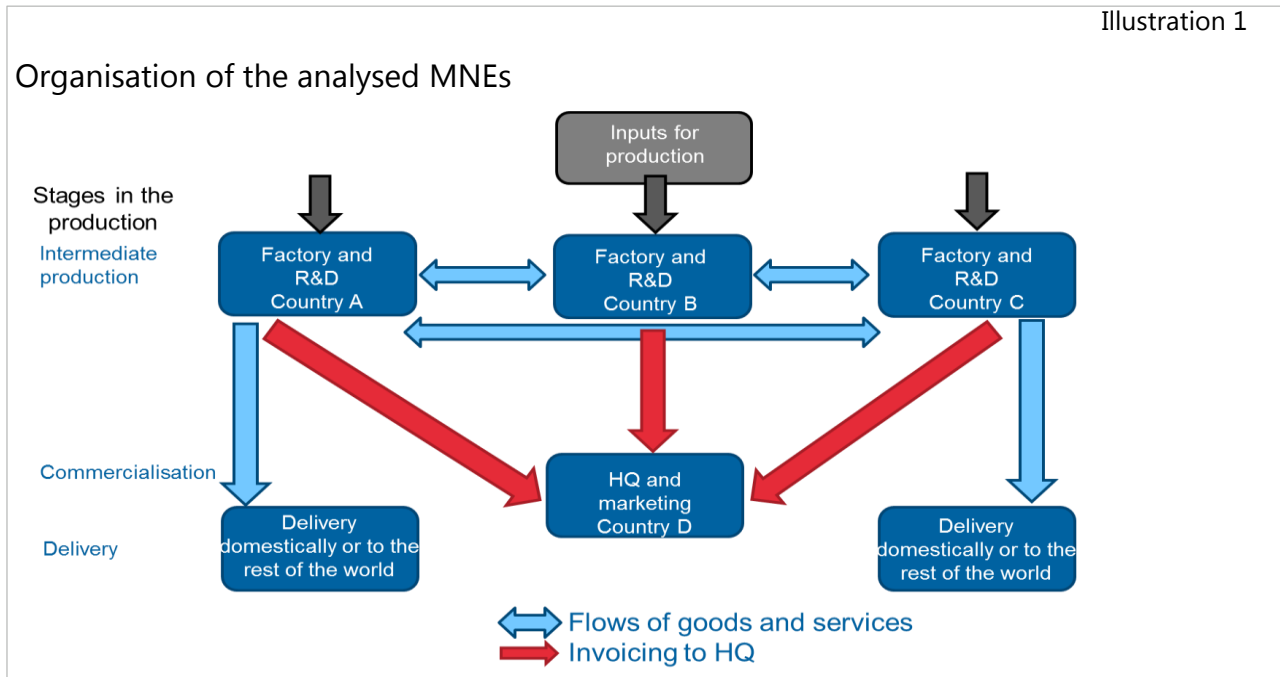 Illustration 1
Organisation of the analysed MNEs
Inputs for
production
Stages in the
production
Intermediate
production
Factory and
R&D
Country A
Factory and
R&D
Country B
Factory and
R&D
Country C
Commercialisation
HQ and
marketing
Country D
Delivery
Delivery
domestically or to the
rest of the world
Delivery
domestically or to the
rest of the world
Flows of goods and services
Invoicing to HQ